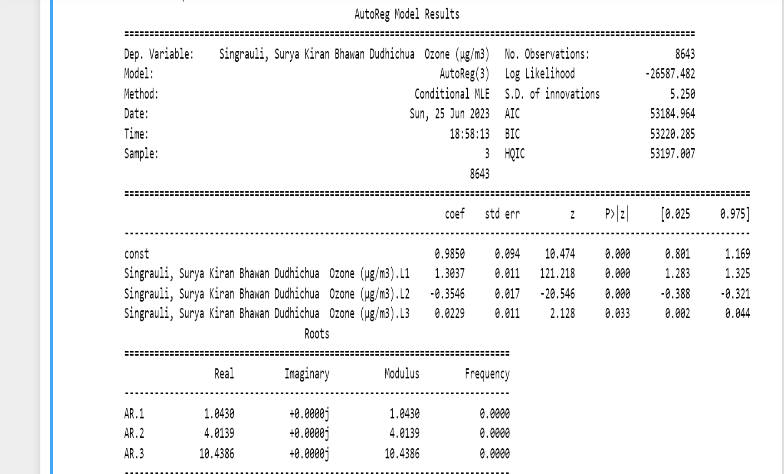 AutoReg Model Results
==============================================================================
Dep. Variable: Singrauli, Surya Kiran Bhawan Dudhichua Ozone (µg/m3) No. Observations: 8643
Model: AutoReg(3) Log Likelihood -26587.482
Method: Conditional MLE S.D. of innovations 5.250
Date: Sun, 25 Jun 2023 AIC 53184.964
Time: 18:58:13 BIC 53220.285
Sample: 3 HQIC 53197.007
8643
==============================================================================
coef std err z P>|z| [0.025 0.975]
------------------------------------------------------------------------------
const 0.9850 0.094 10.474 0.000 0.801 1.169
Singrauli, Surya Kiran Bhawan Dudhichua Ozone (µg/m3).L1 1.3037 0.011 121.218 0.000 1.283 1.325
Singrauli, Surya Kiran Bhawan Dudhichua Ozone (µg/m3).L2 -0.3546 0.017 -20.546 0.000 -0.388 -0.321
Singrauli, Surya Kiran Bhawan Dudhichua Ozone (µg/m3).L3 0.0229 0.011 2.128 0.033 0.002 0.044
Roots
==============================================================================
Real Imaginary Modulus Frequency
------------------------------------------------------------------------------
AR.1 1.0430 +0.0000j 1.0430 0.0000
AR.2 4.0139 +0.0000j 4.0139 0.0000
AR.3 10.4386 +0.0000j 10.4386 0.0000
------------------------------------------------------------------------------